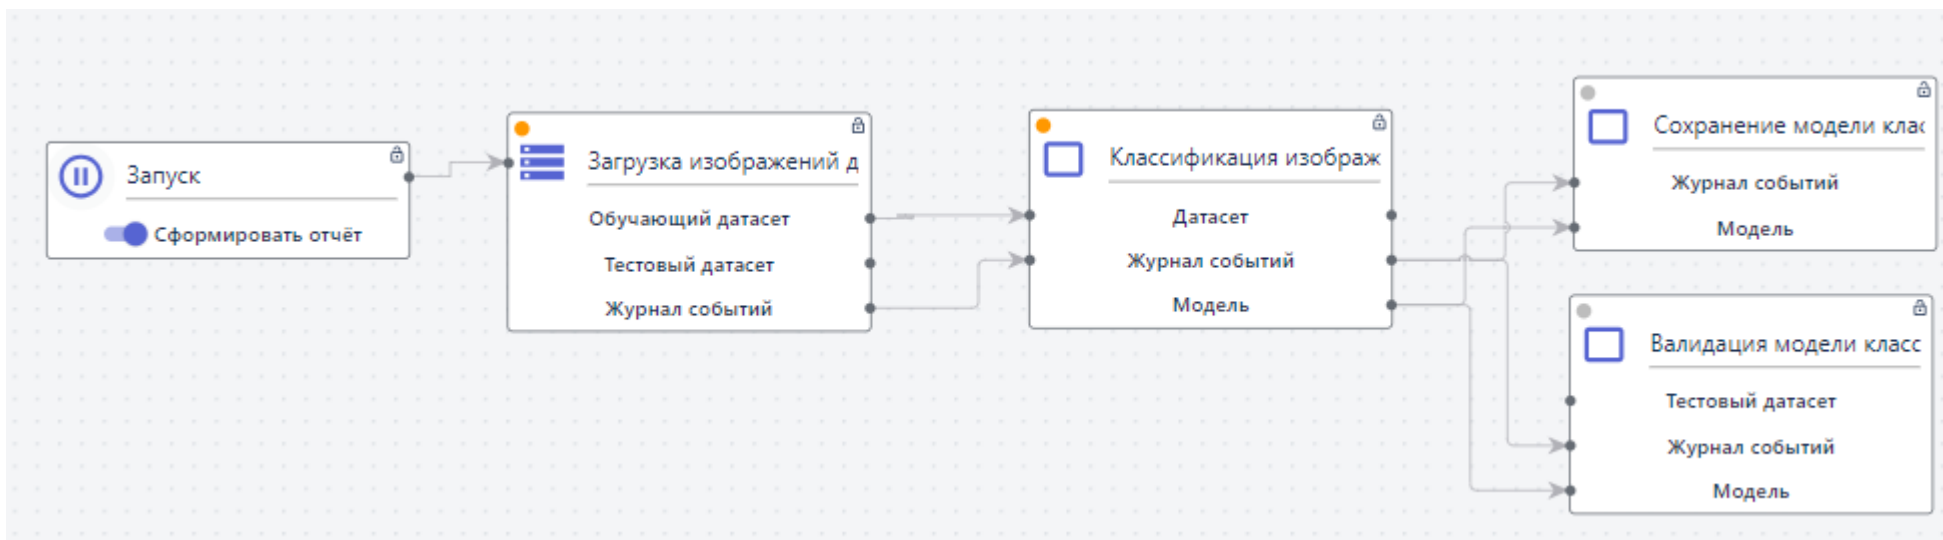 Запуск
Сформировать отчёт
Загрузка изображений д
Обучающий датасет
Тестовый датасет
Журнал событий
Классификация изображ
Датасет
Журнал событий
Модель
Сохранение модели клас
Журнал событий
Модель
Валидация модели класс
Тестовый датасет
Журнал событий
Модель